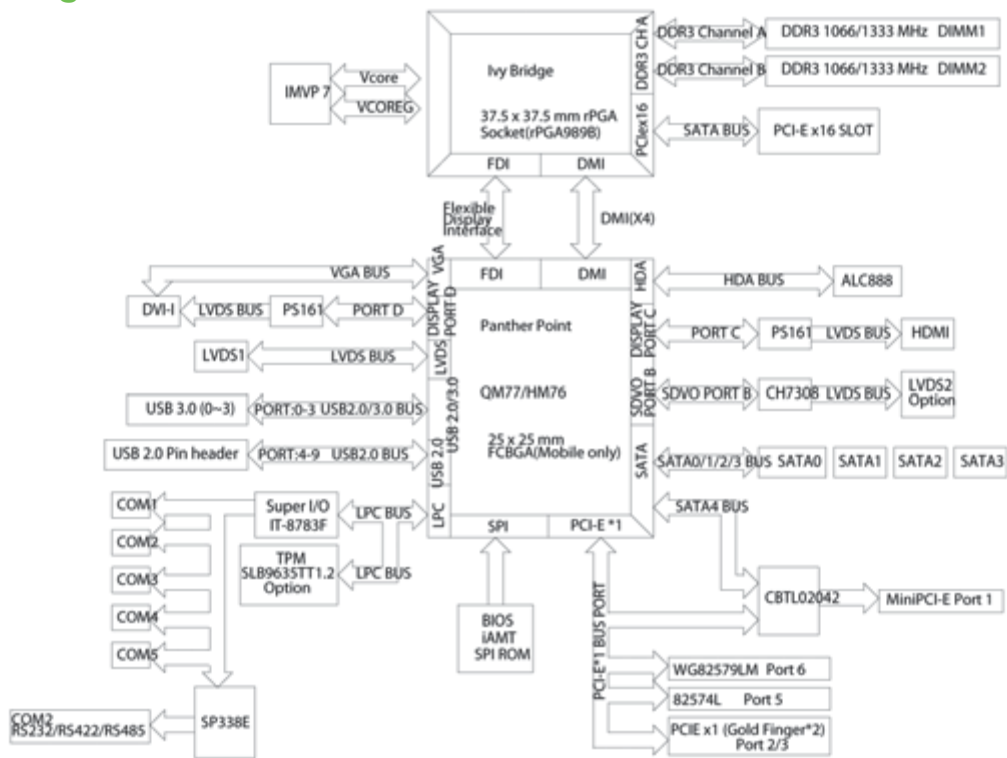 DDR3 Channel A
DDR3 1066/1333 MHz DIMM1
DDR3 CH A
Ivy Bridge
Vcore
IMVP 7
DDR3 Channel B
DDR3 1066/1333 MHz DIMM2
VCOREG
37.5 x 37.5 mm rPGA
Socket(rPGA989B)
PCIex16
SATA BUS
PCI-E x16 SLOT
FDI
DMI
Flexible
Display
Interface
DMI(X4)
VGA BUS
VGA
FDI
DMI
HDA
HDA BUS
ALC888
DVI-I
LVDS BUS
PS161
PORT D
DISPLAY
PORT D
Panther Point
DISPLAY
PORT C
PORT C
PS161
LVDS BUS
HDMI
LVDS1
LVDS BUS
LVDS
QM77/HM76
SDVO
PORT B
SDVO PORT B
CH7308
LVDS BUS
LVDS2
Option
USB 3.0 (0~3)
PORT:0-3 USB2.0/3.0 BUS
USB 2.0/3.0
USB 2.0 Pin header
PORT:4-9 USB2.0 BUS
USB 2.0
25 x 25 mm
FCBGA(Mobile only)
SATA
SATA0/1/2/3 BUS
SATA0
SATA1
SATA2
SATA3
COM1
Super I/O
IT-8783F
LPC BUS
LPC
SATA4 BUS
SPI
PCI-E *1
COM2
TPM
SLB9635TT1.2
Option
LPC BUS
COM3
COM4
COM5
BIOS
iAMT
SPI ROM
PCI-E*1 BUS PORT
CBTL02042
MiniPCI-E Port 1
WG82579LM Port 6
82574L Port 5
PCIE x1 (Gold Finger*2)
Port 2/3
SP338E
COM2
RS232/RS422/RS485